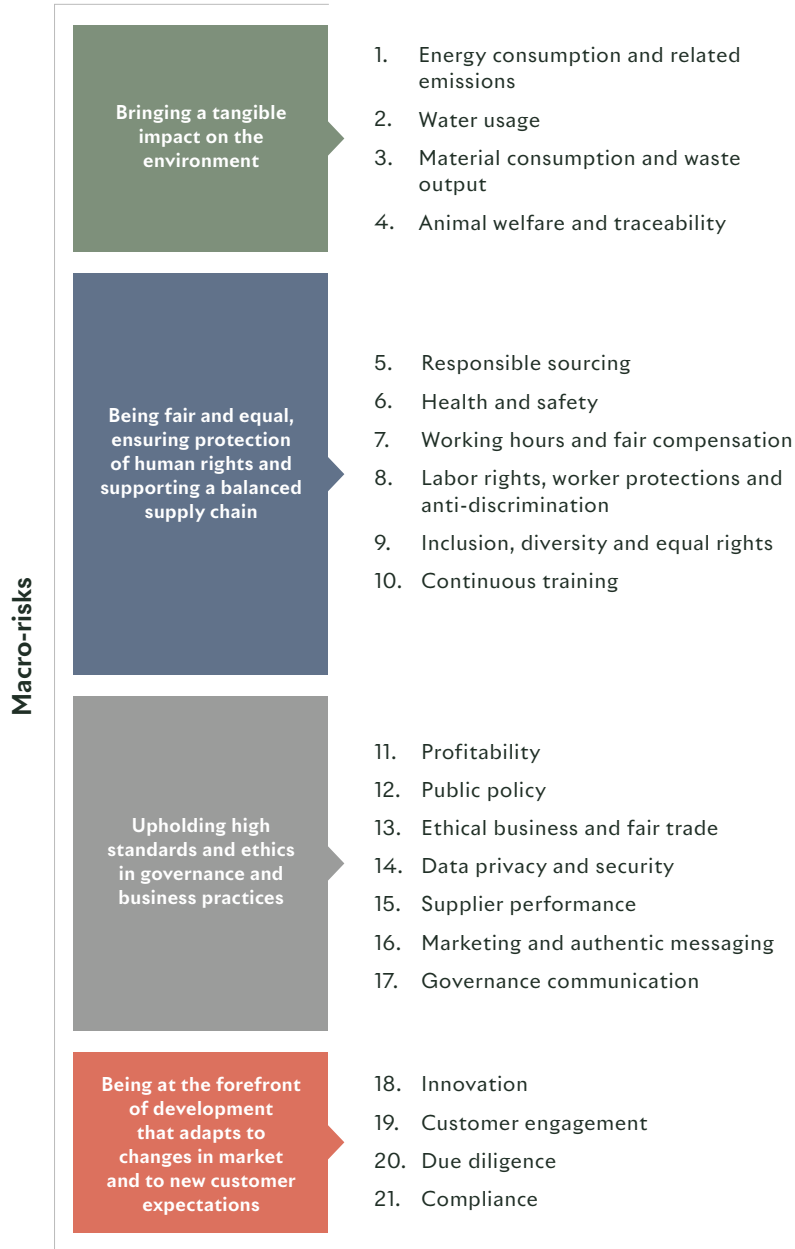 Macro-risks
Bringing a tangible
impact on the
environment
1. Energy consumption and related
emissions
2. Water usage
3. Material consumption and waste
output
4. Animal welfare and traceability
Being fair and equal,
ensuring protection
of human rights and
supporting a balanced
supply chain
5. Responsible sourcing
6. Health and safety
7. Working hours and fair compensation
8. Labor rights, worker protections and
anti-discrimination
9. Inclusion, diversity and equal rights
10. Continuous training
Upholding high
standards and ethics
in governance and
business practices
11. Profitability
12. Public policy
13. Ethical business and fair trade
14. Data privacy and security
15. Supplier performance
16. Marketing and authentic messaging
17. Governance communication
Being at the forefront
of development
that adapts to
changes in market
and to new customer
expectations
18. Innovation
19. Customer engagement
20. Due diligence
21. Compliance